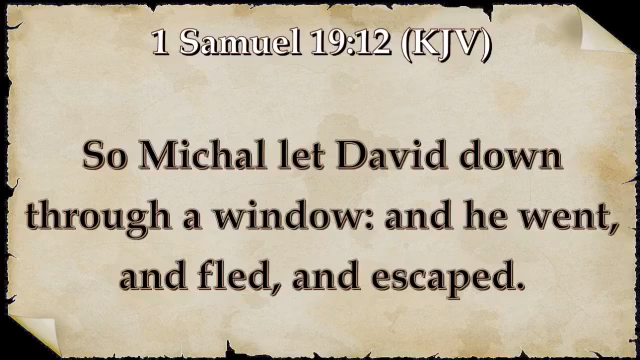 1 Samuel 19:12 (KJV)
So Michal let David down
through a window: and he went,
and fled, and escaped.